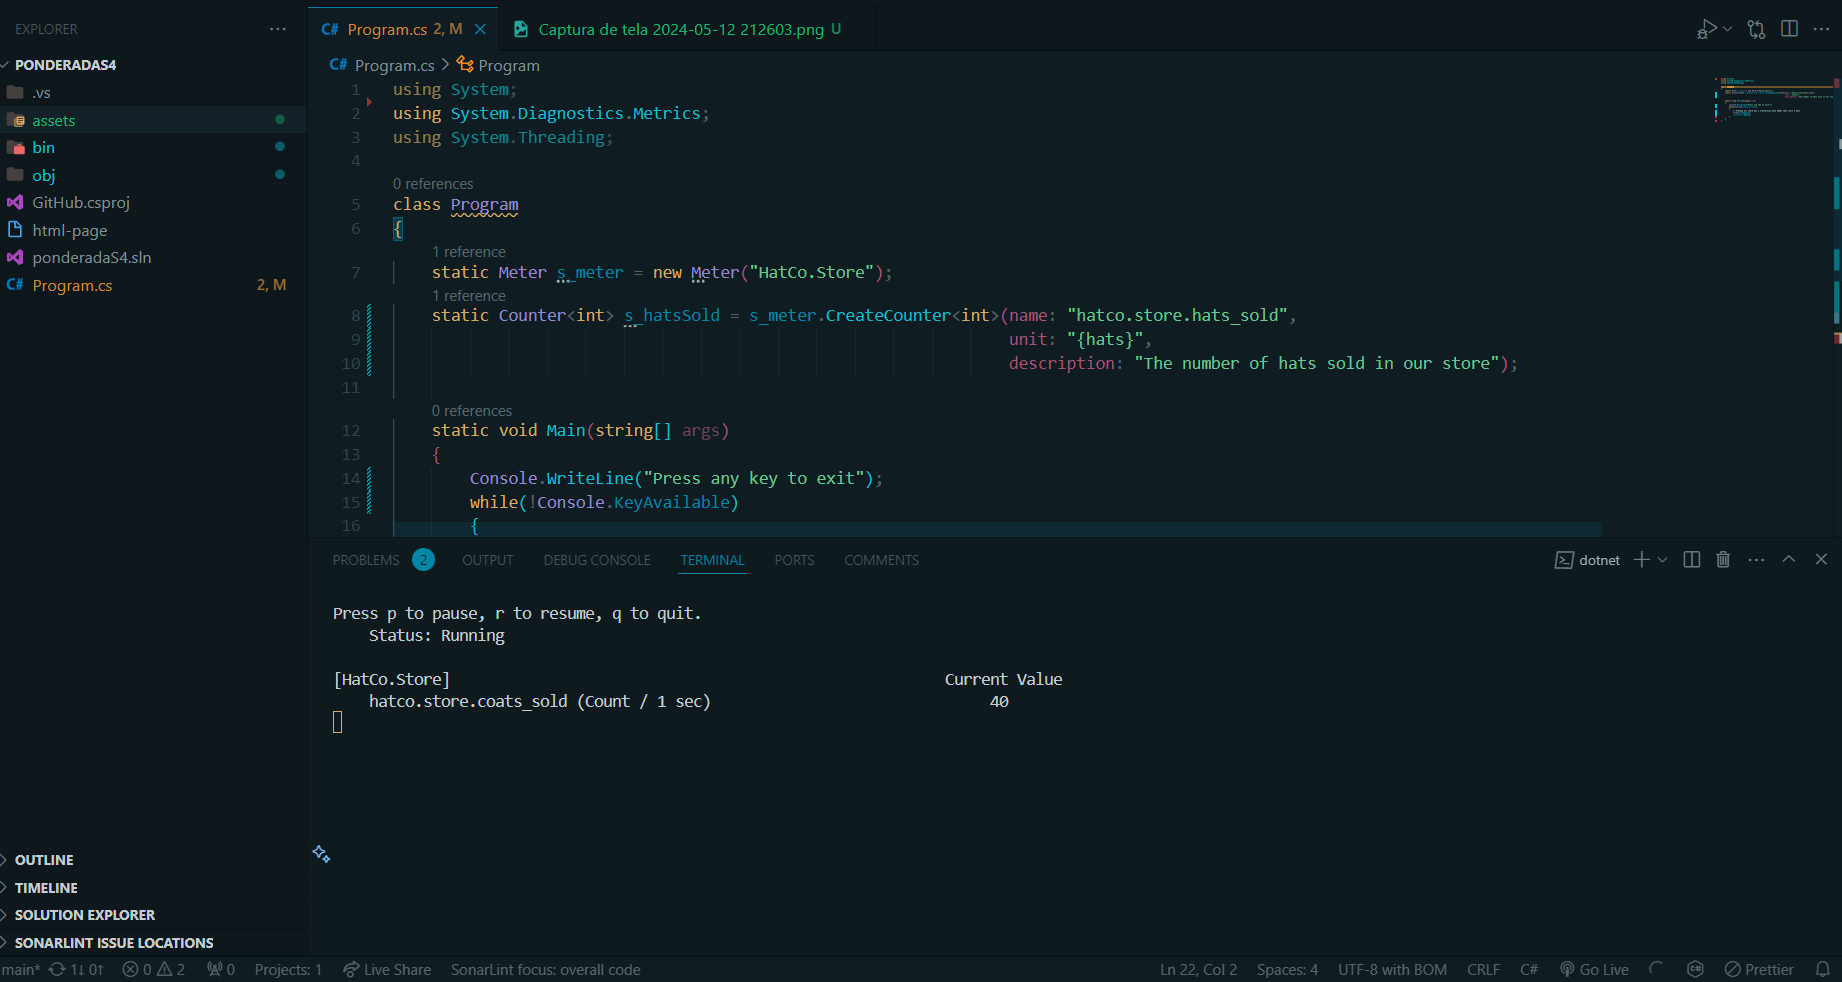 EXPLORER
PONDERADAS4
.vs
assets
bin
obj
GitHub.csproj
html-page
ponderadaS4.sln
Program.cs 2, M
OUTLINE
TIMELINE
SOLUTION EXPLORER
SONARLINT ISSUE LOCATIONS
C# Program.cs 2, M
Captura de tela 2024-05-12 212603.png U
C# Program.cs > Program
1 using System;
2 using System.Diagnostics.Metrics;
3 using System.Threading;
4
0 references
5 class Program
6 {
1 reference
7 static Meter s_meter = new Meter("HatCo.Store");
1 reference
8 static Counter<int> s_hatsSold = s_meter.CreateCounter<int>(name: "hatco.store.hats_sold",
9 unit: "{hats}",
10 description: "The number of hats sold in our store");
11
0 references
12 static void Main(string[] args)
13 {
14 Console.WriteLine("Press any key to exit");
15 while(!Console.KeyAvailable)
16 {
PROBLEMS 2 OUTPUT DEBUG CONSOLE TERMINAL PORTS COMMENTS
dotnet
Press p to pause, r to resume, q to quit.
Status: Running
[HatCo.Store] Current Value
hatco.store.coats_sold (Count / 1 sec) 40
main* 1↓ 0↑ 0 2 0 Projects: 1 Live Share SonarLint focus: overall code
Ln 22, Col 2 Spaces: 4 UTF-8 with BOM CRLF C# Go Live Prettier